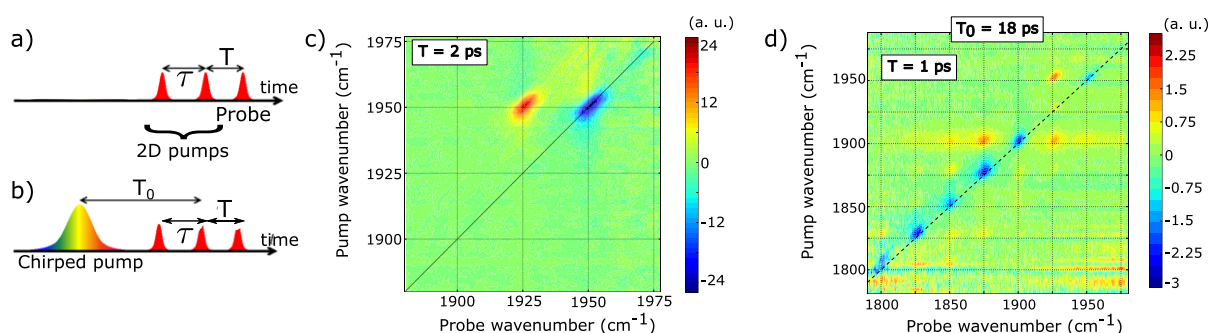 a)
τ
T
time
Probe
2D pumps
b)
T0
τ
T
time
Chirped pump
c)
T = 2 ps
Pump wavenumber (cm-1)
1975
1950
1925
1900
1900
1925
1950
1975
Probe wavenumber (cm-1)
(a. u.)
24
12
0
-12
-24
d)
T0 = 18 ps
T = 1 ps
Pump wavenumber (cm-1)
1950
1900
1850
1800
1800
1850
1900
1950
Probe wavenumber (cm-1)
(a. u.)
2.25
1.5
0.75
0
-0.75
-1.5
-2.25
-3